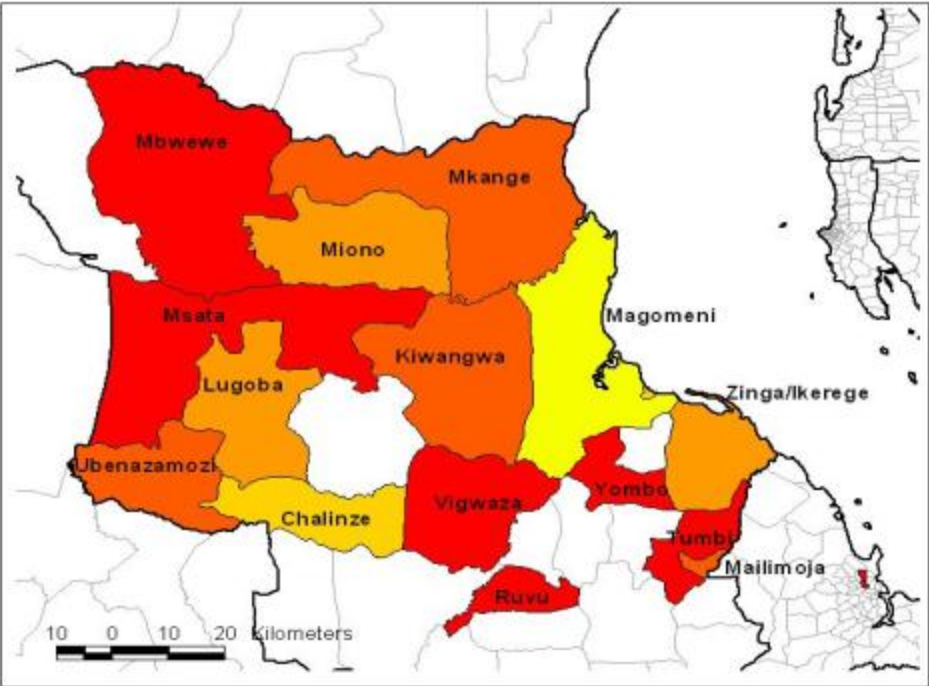 Mbwewe
Mkange
Miono
Msata
Magomeni
Kiwangwa
Lugoba
Zinga/Ikerege
Ubenazamozi
Vigwaza
Yombo
Chalinze
Tumbi
Mailimoja
Ruvu
10 0 10 20 Kilometers